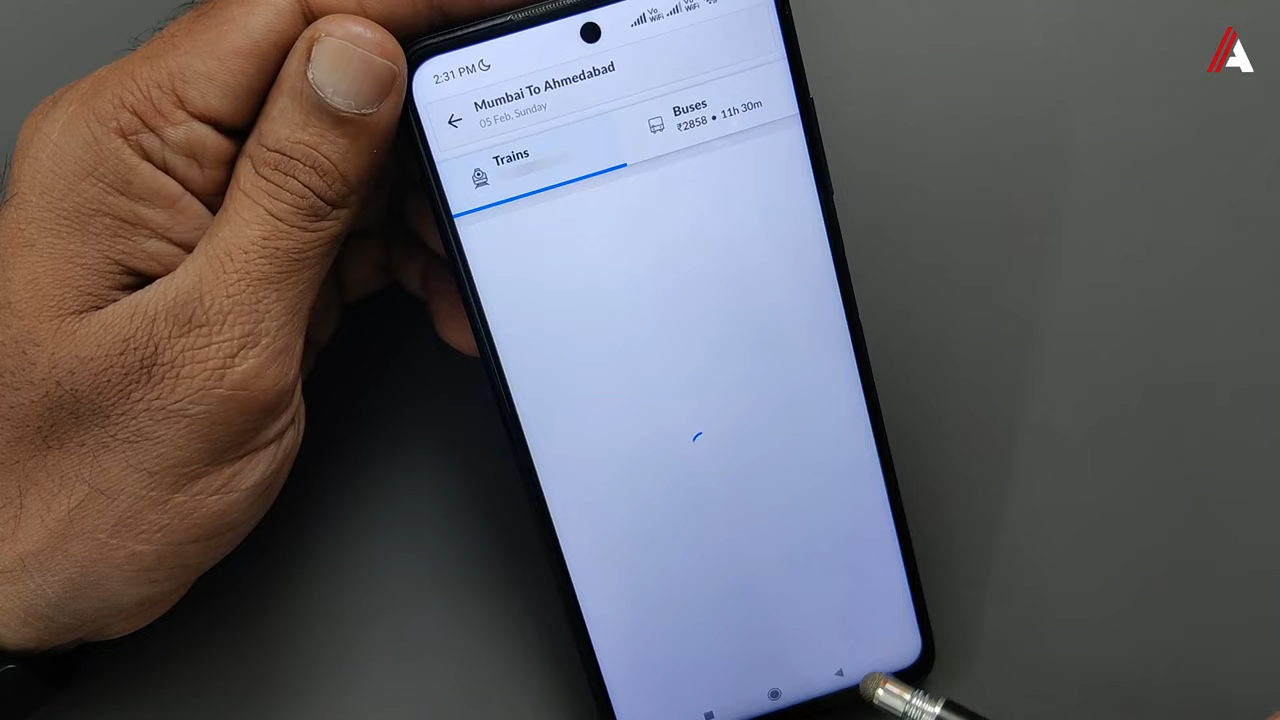 2:31 PM
Vo
WiFi
Vo
WiFi
Mumbai To Ahmedabad
05 Feb, Sunday
Trains
Buses
₹2858 • 11h 30m
A